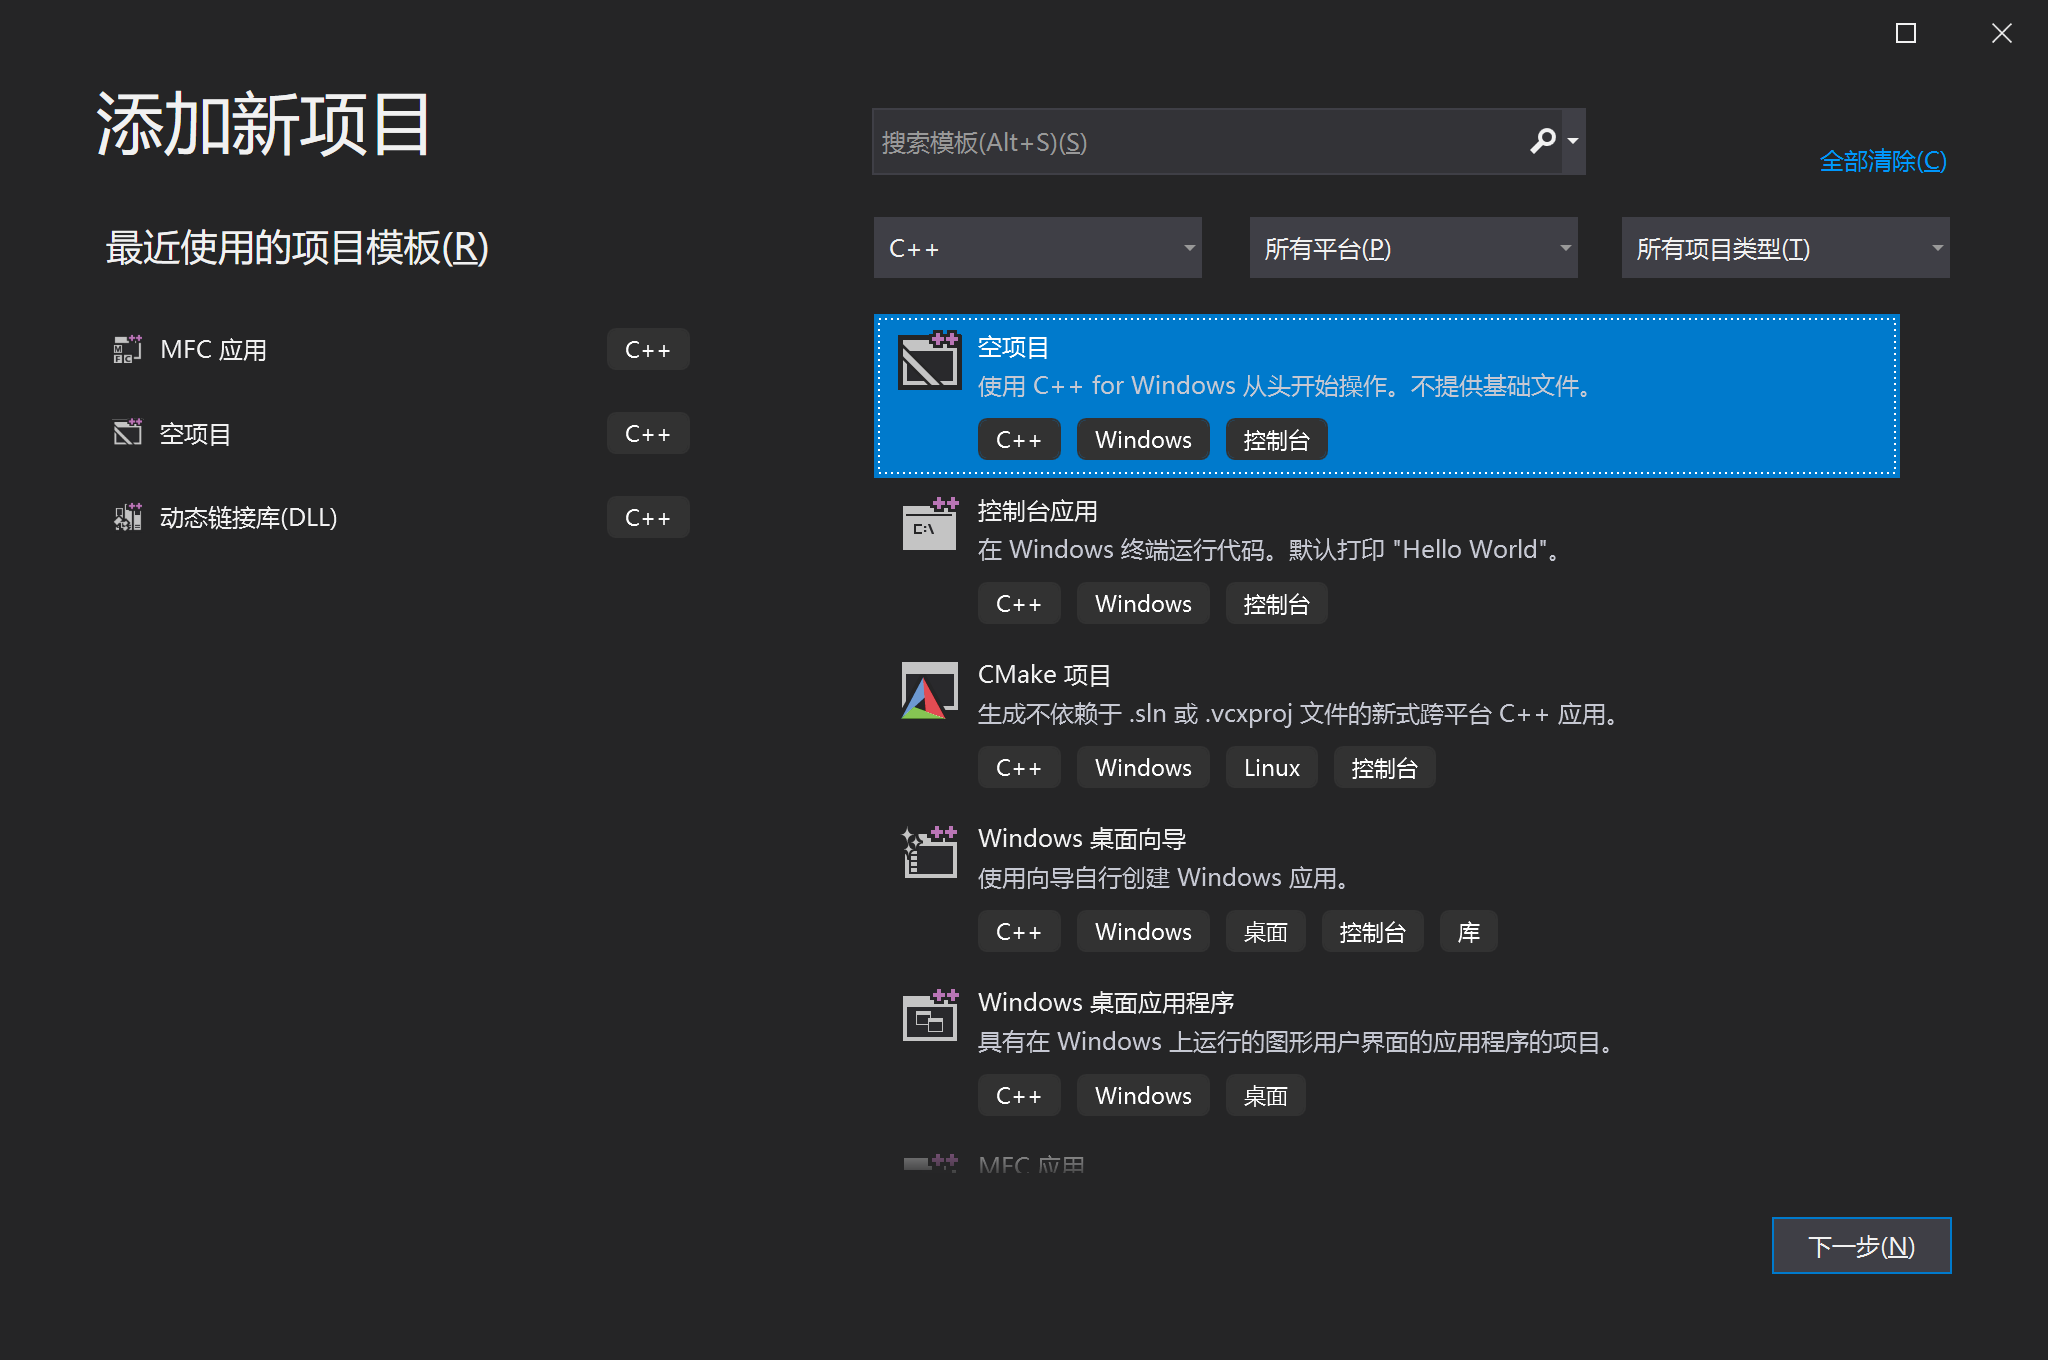 添加新项目
搜索模板(Alt+S)(S)
全部清除(C)
最近使用的项目模板(R)
C++
所有平台(P)
所有项目类型(T)
MFC 应用
C++
空项目
C++
动态链接库(DLL)
C++
空项目
使用 C++ for Windows 从头开始操作。不提供基础文件。
C++ Windows 控制台
控制台应用
在 Windows 终端运行代码。默认打印 "Hello World"。
C++ Windows 控制台
CMake 项目
生成不依赖于 .sln 或 .vcxproj 文件的新式跨平台 C++ 应用。
C++ Windows Linux 控制台
Windows 桌面向导
使用向导自行创建 Windows 应用。
C++ Windows 桌面 控制台 库
Windows 桌面应用程序
具有在 Windows 上运行的图形用户界面的应用程序的项目。
C++ Windows 桌面
MFC 应用
下一步(N)